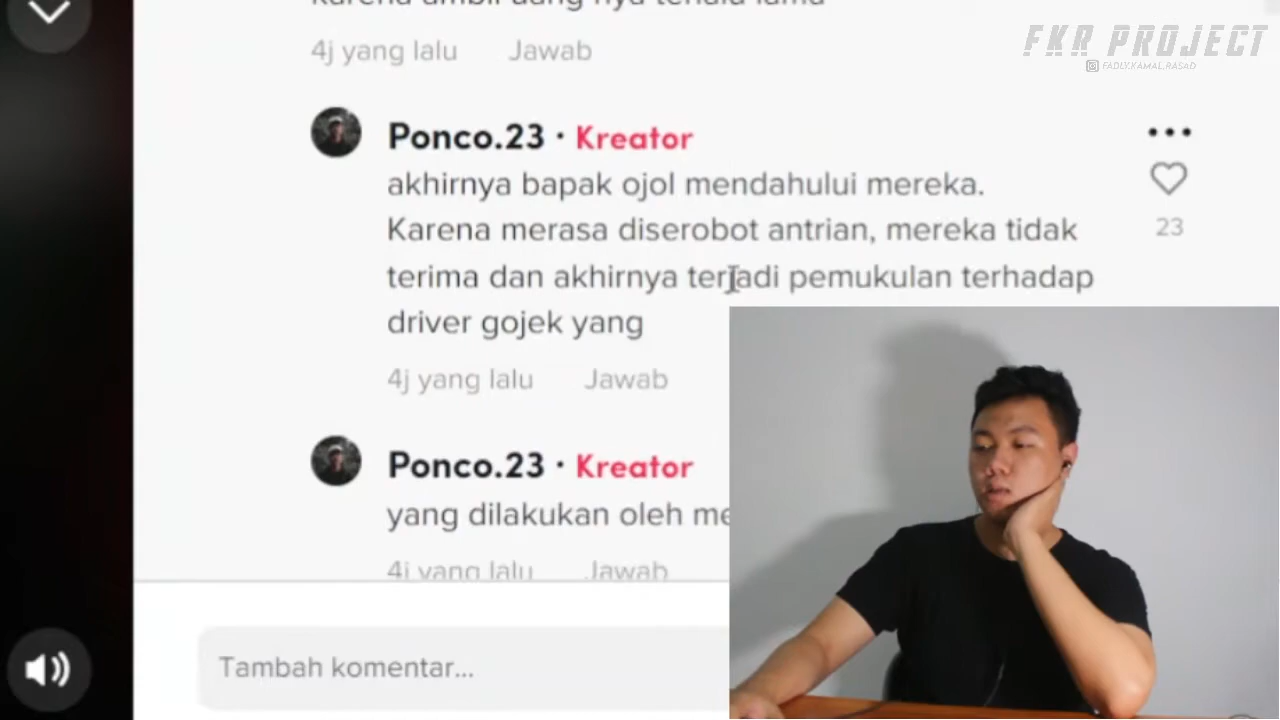 FKR PROJECT
FADLY.KAMAL.RASAD
4j yang lalu Jawab
Ponco.23 · Kreator
akhirnya bapak ojol mendahului mereka.
Karena merasa diserobot antrian, mereka tidak
terima dan akhirnya terjadi pemukulan terhadap
driver gojek yang
23
4j yang lalu Jawab
Ponco.23 · Kreator
yang dilakukan oleh me
4j yang lalu Jawab
Tambah komentar...